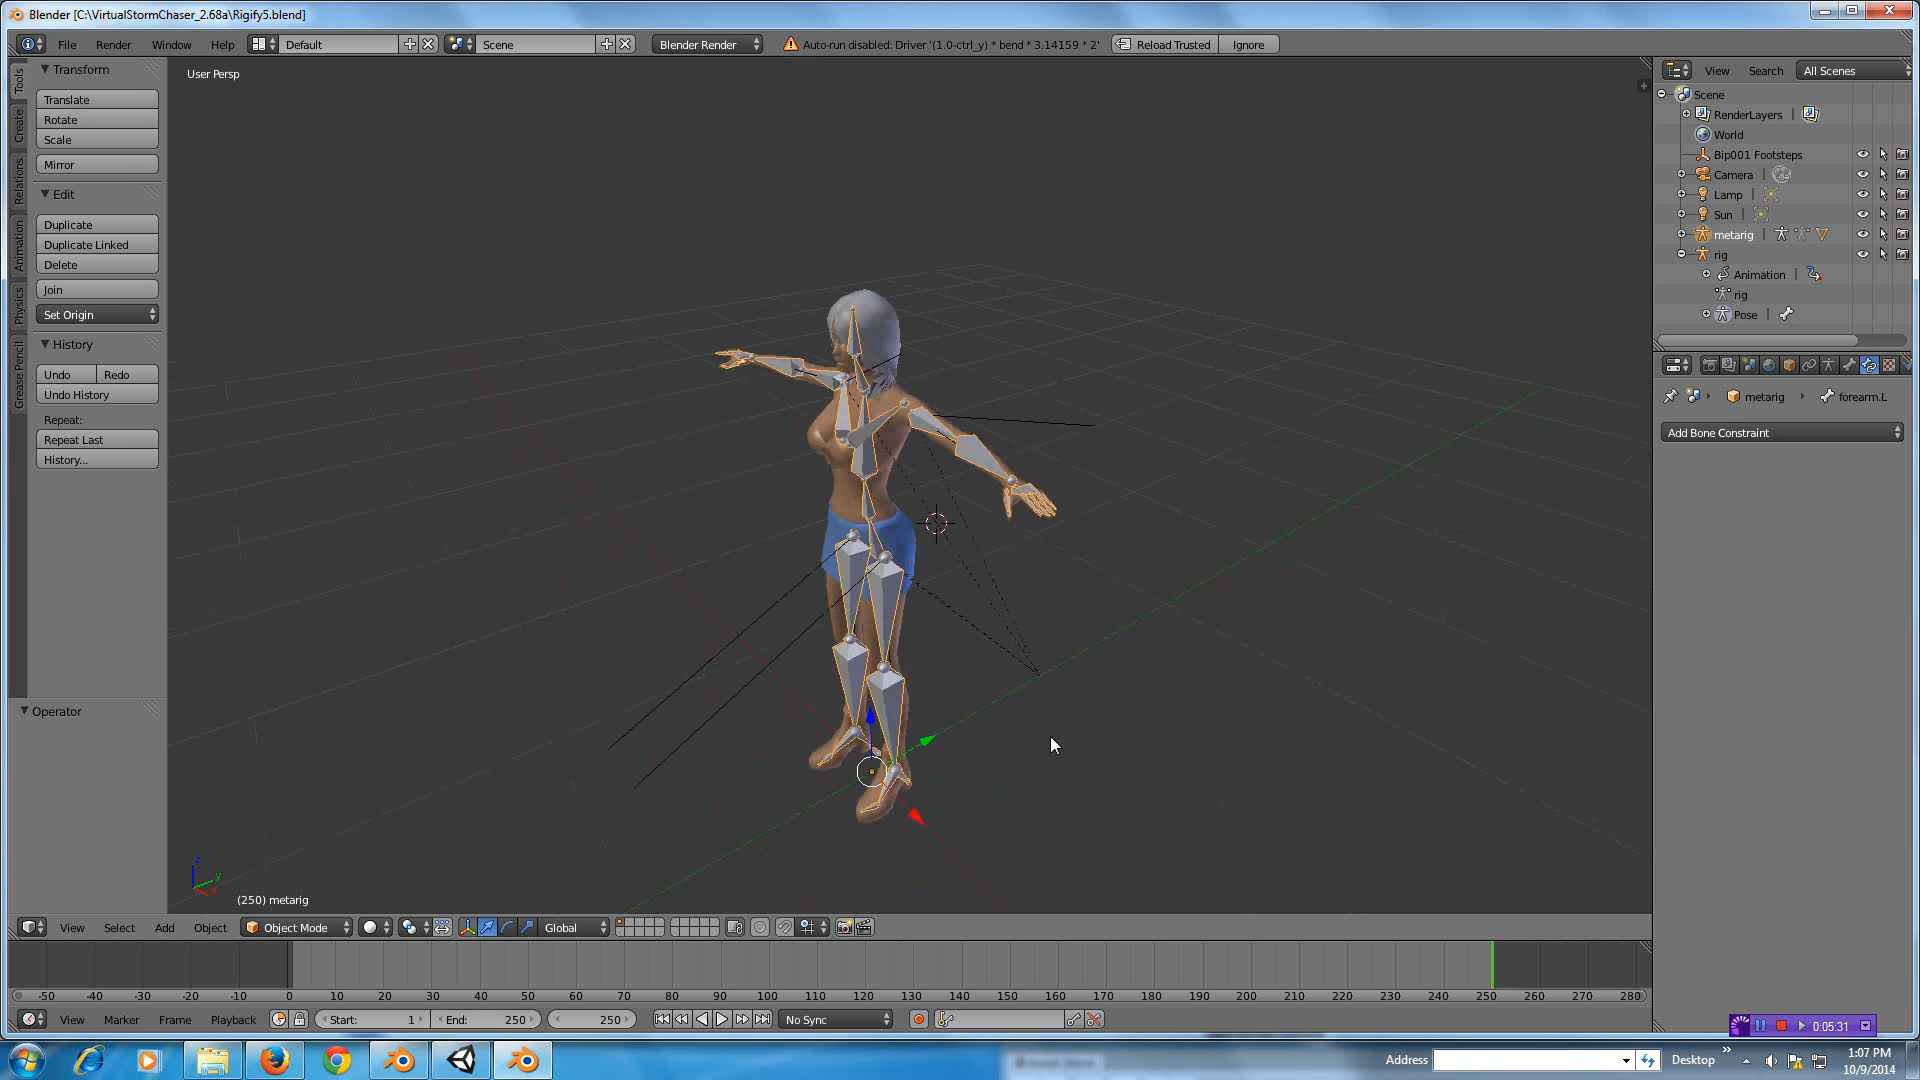 Blender [C:\VirtualStormChaser_2.68a\Rigify5.blend]
File Render Window Help Default Scene Blender Render Auto-run disabled: Driver '(1.0-ctrl_y) * bend * 3.14159 * 2' Reload Trusted Ignore
Tools
Create
Relations
Animation
Physics
Grease Pencil
Transform
Translate
Rotate
Scale
Mirror
Edit
Duplicate
Duplicate Linked
Delete
Join
Set Origin
History
Undo Redo
Undo History
Repeat:
Repeat Last
History...
Operator
User Persp
z
y
x
(250) metarig
View Search All Scenes
Scene
RenderLayers
World
Bip001 Footsteps
Camera
Lamp
Sun
metarig
rig
Animation
rig
Pose
metarig forearm.L
Add Bone Constraint
View Select Add Object Object Mode Global
-50 -40 -30 -20 -10 0 10 20 30 40 50 60 70 80 90 100 110 120 130 140 150 160 170 180 190 200 210 220 230 240 250 260 270 280
View Marker Frame Playback Start: 1 End: 250 250 No Sync
0:05:31
Address Desktop
1:07 PM
10/9/2014